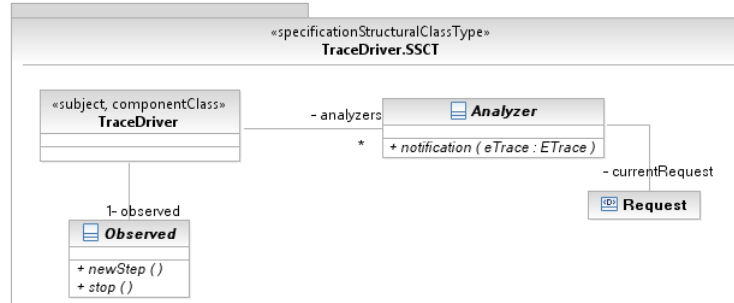 «specificationStructuralClassType»
TraceDriver.SSCT
«subject, componentClass»
TraceDriver
- analyzers
*
Analyzer
+ notification ( eTrace : ETrace )
- currentRequest
Request
1- observed
Observed
+ newStep ( )
+ stop ( )